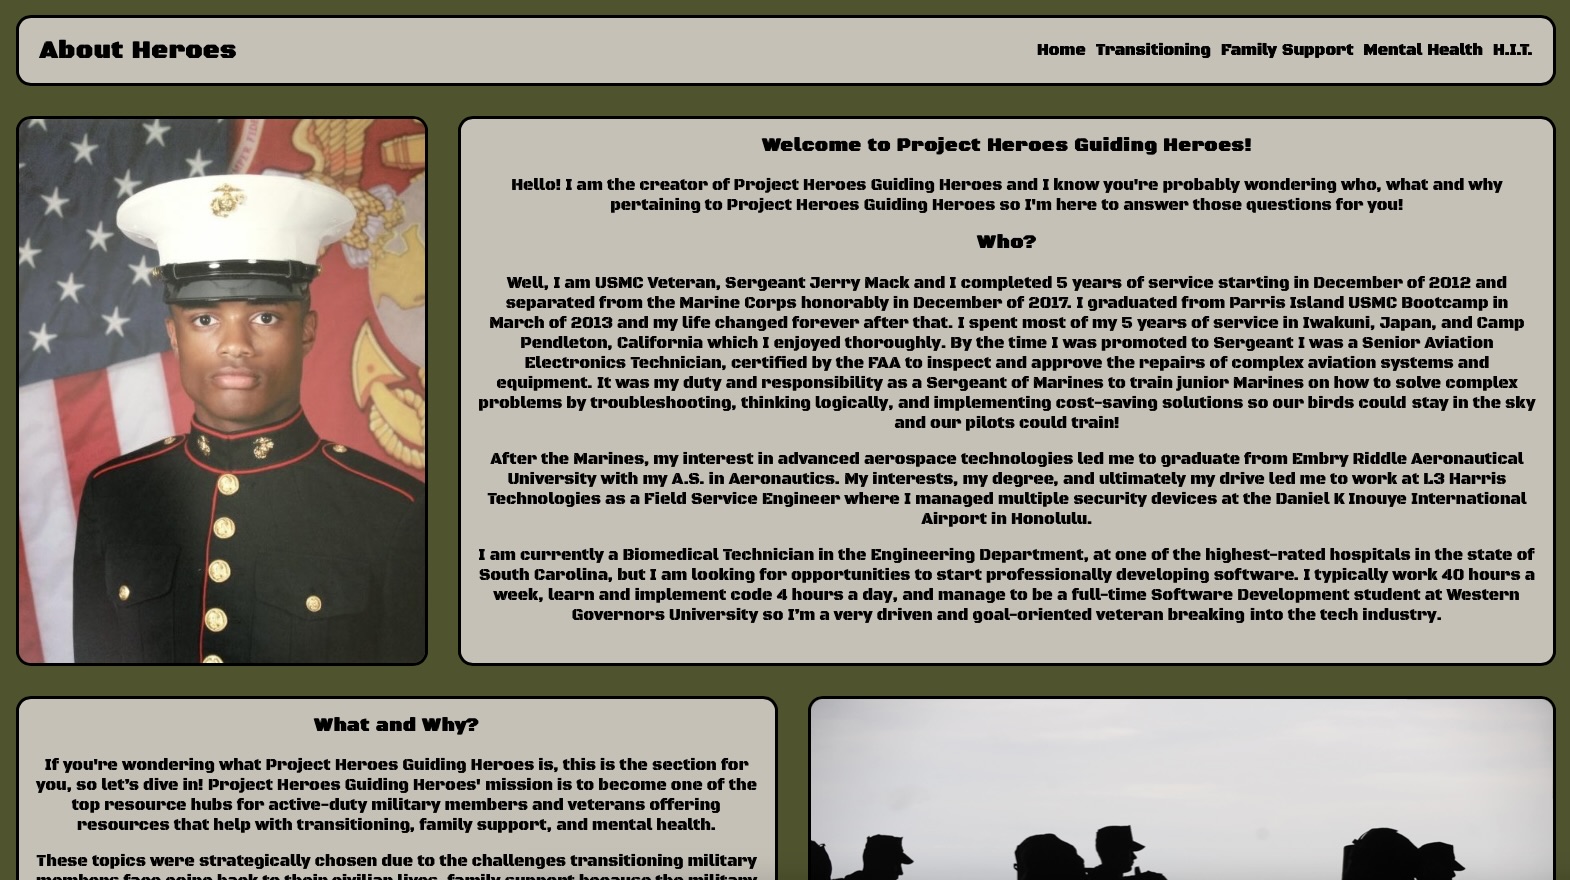 About Heroes
Home Transitioning Family Support Mental Health H.I.T.
Welcome to Project Heroes Guiding Heroes!
Hello! I am the creator of Project Heroes Guiding Heroes and I know you're probably wondering who, what and why
pertaining to Project Heroes Guiding Heroes so I'm here to answer those questions for you!
Who?
Well, I am USMC Veteran, Sergeant Jerry Mack and I completed 5 years of service starting in December of 2012 and
separated from the Marine Corps honorably in December of 2017. I graduated from Parris Island USMC Bootcamp in
March of 2013 and my life changed forever after that. I spent most of my 5 years of service in Iwakuni, Japan, and Camp
Pendleton, California which I enjoyed thoroughly. By the time I was promoted to Sergeant I was a Senior Aviation
Electronics Technician, certified by the FAA to inspect and approve the repairs of complex aviation systems and
equipment. It was my duty and responsibility as a Sergeant of Marines to train junior Marines on how to solve complex
problems by troubleshooting, thinking logically, and implementing cost-saving solutions so our birds could stay in the sky
and our pilots could train!
After the Marines, my interest in advanced aerospace technologies led me to graduate from Embry Riddle Aeronautical
University with my A.S. in Aeronautics. My interests, my degree, and ultimately my drive led me to work at L3 Harris
Technologies as a Field Service Engineer where I managed multiple security devices at the Daniel K Inouye International
Airport in Honolulu.
I am currently a Biomedical Technician in the Engineering Department, at one of the highest-rated hospitals in the state of
South Carolina, but I am looking for opportunities to start professionally developing software. I typically work 40 hours a
week, learn and implement code 4 hours a day, and manage to be a full-time Software Development student at Western
Governors University so I'm a very driven and goal-oriented veteran breaking into the tech industry.
What and Why?
If you're wondering what Project Heroes Guiding Heroes is, this is the section for
you, so let's dive in! Project Heroes Guiding Heroes' mission is to become one of the
top resource hubs for active-duty military members and veterans offering
resources that help with transitioning, family support, and mental health.
These topics were strategically chosen due to the challenges transitioning military
members face going back to their civilian lives, family support because the military